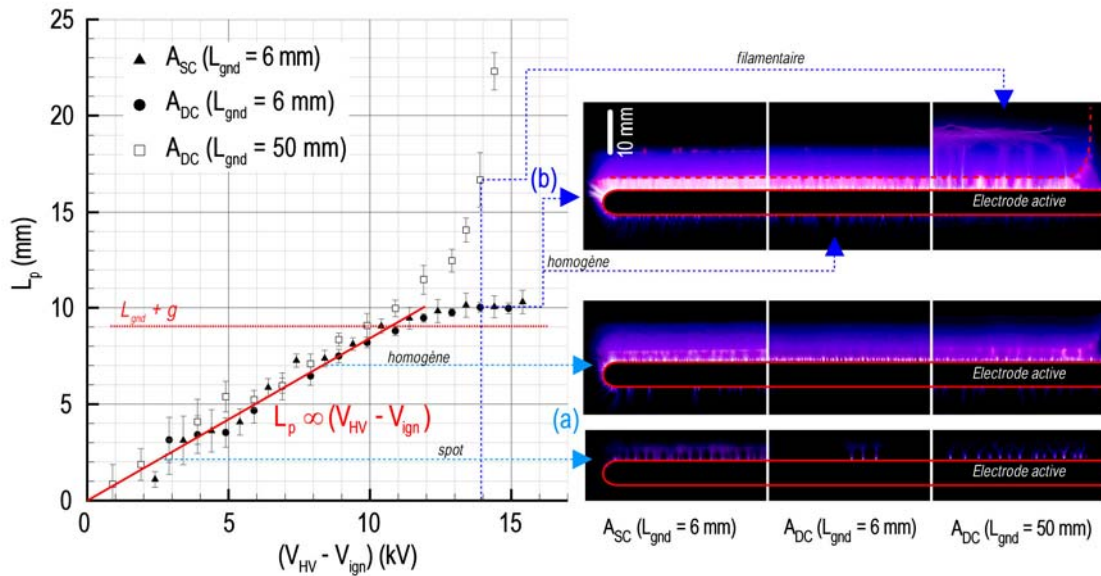 25
20
15
10
5
0
L_p (mm)
▲ A_SC (L_gnd = 6 mm)
● A_DC (L_gnd = 6 mm)
□ A_DC (L_gnd = 50 mm)
L_gnd + g
homogène
L_p ∞ (V_HV - V_ign)
spot
0 5 10 15
(V_HV - V_ign) (kV)
filamentaire
(b)
homogène
(a)
10 mm
Electrode active
Electrode active
Electrode active
A_SC (L_gnd = 6 mm) A_DC (L_gnd = 6 mm) A_DC (L_gnd = 50 mm)